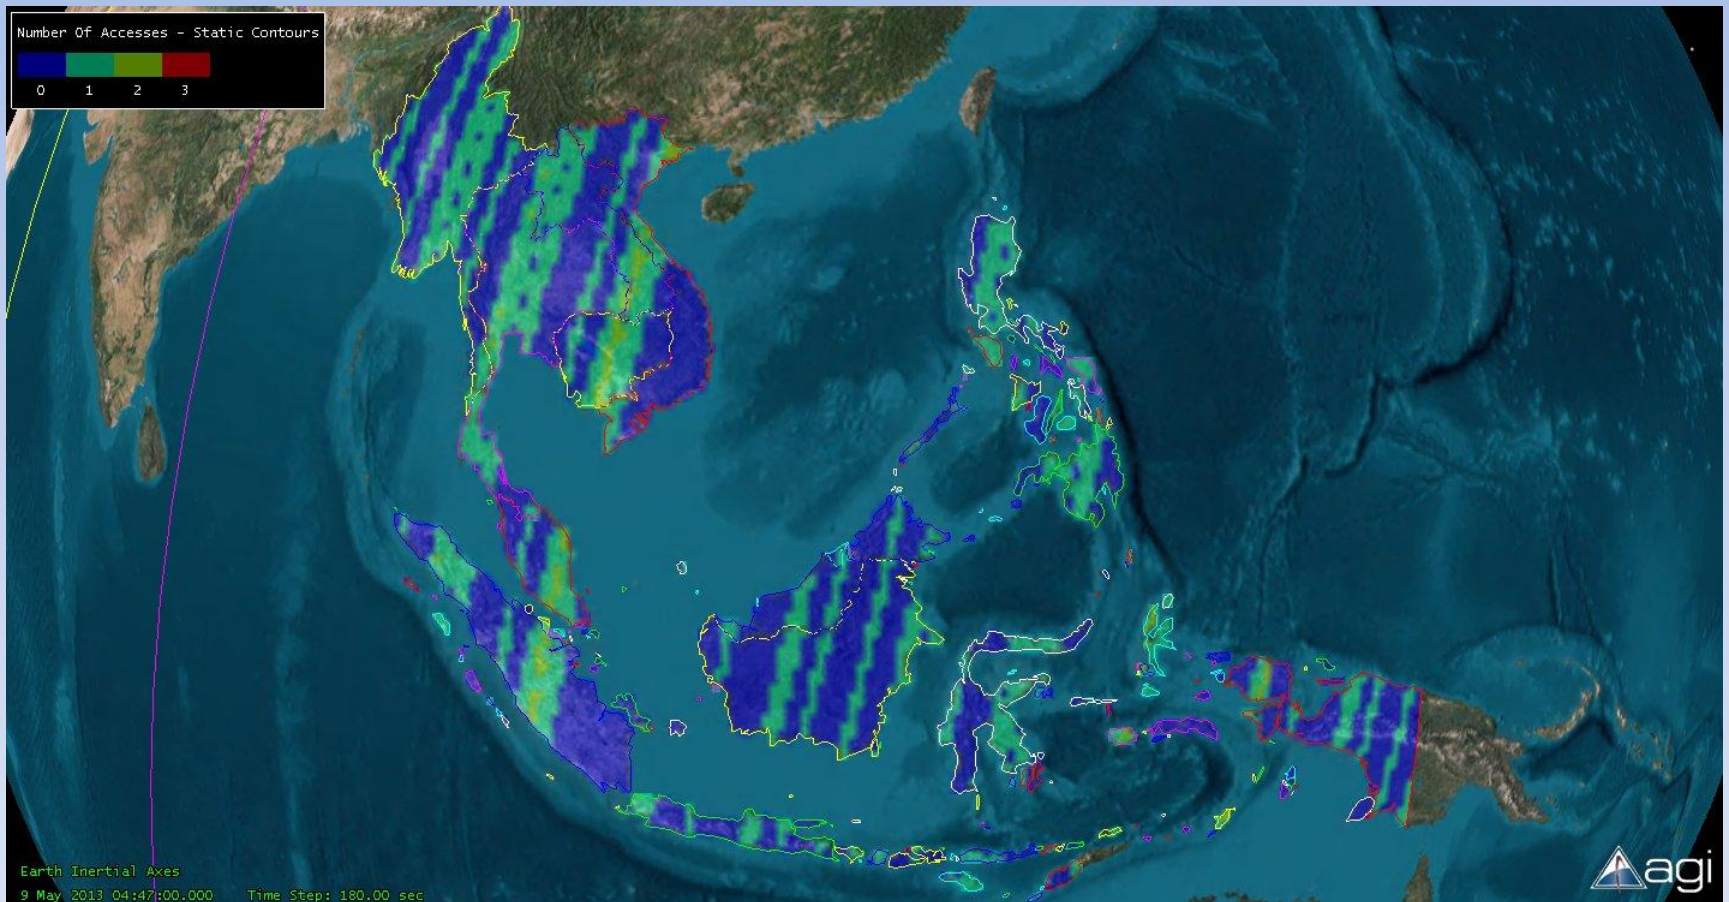 Number Of Accesses - Static Contours
0 1 2 3
Earth Inertial Axes
9 May 2013 04:47:00.000 Time Step: 180.00 sec
agi